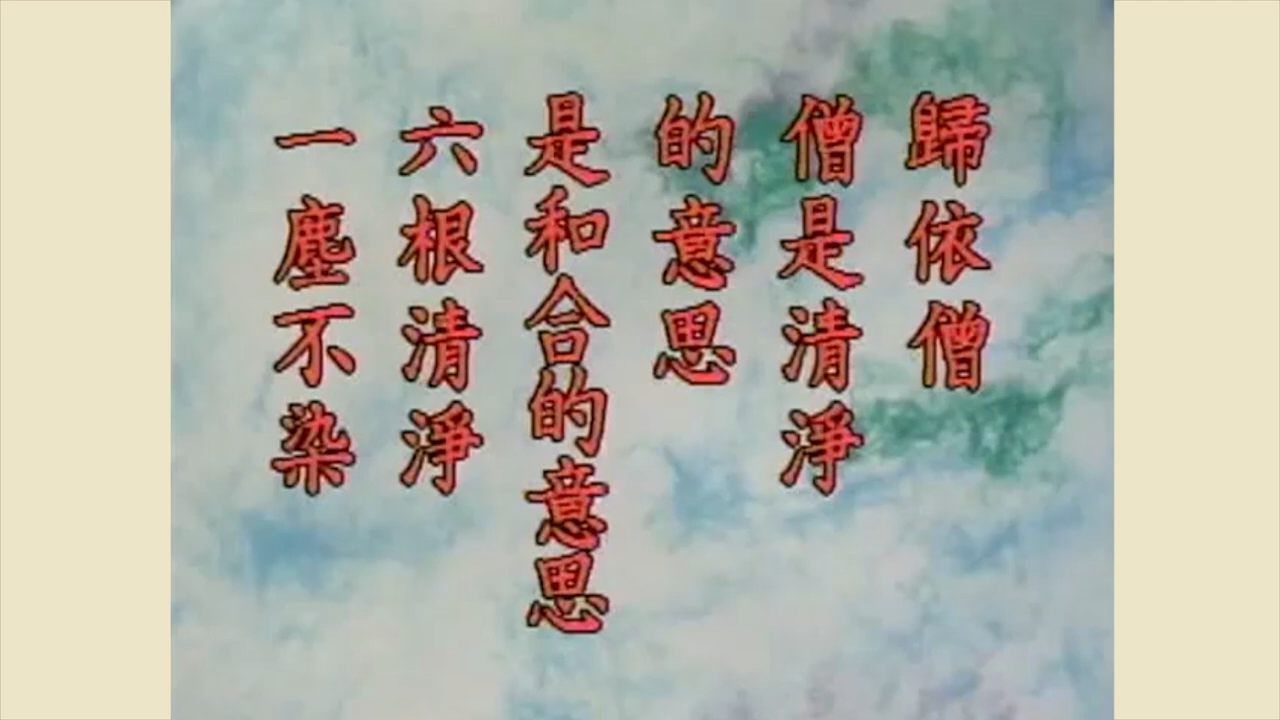 歸依僧
僧是清淨
的意思
是和合的意思
六根清淨
一塵不染